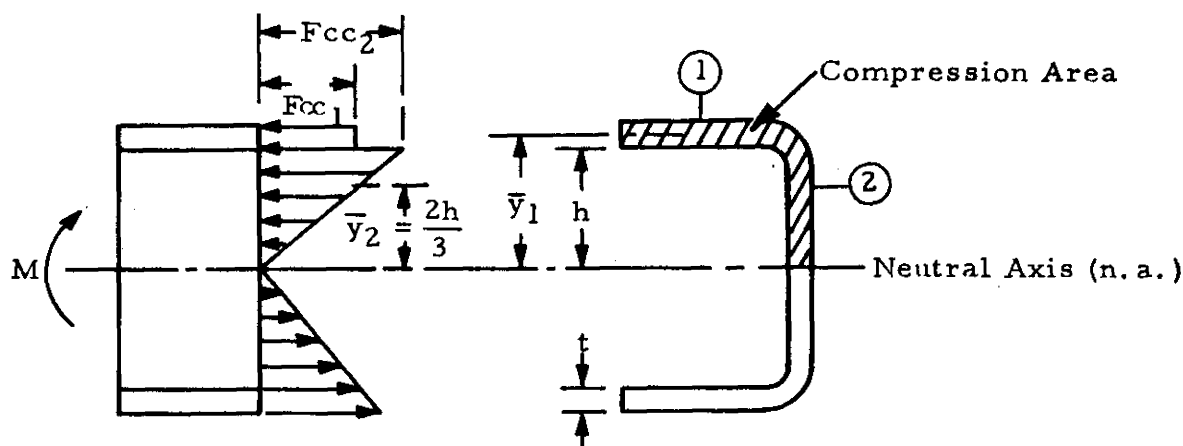 Fcc2
Fcc1
1
Compression Area
2
ȳ1
h
ȳ2 = 2h/3
M
Neutral Axis (n.a.)
t